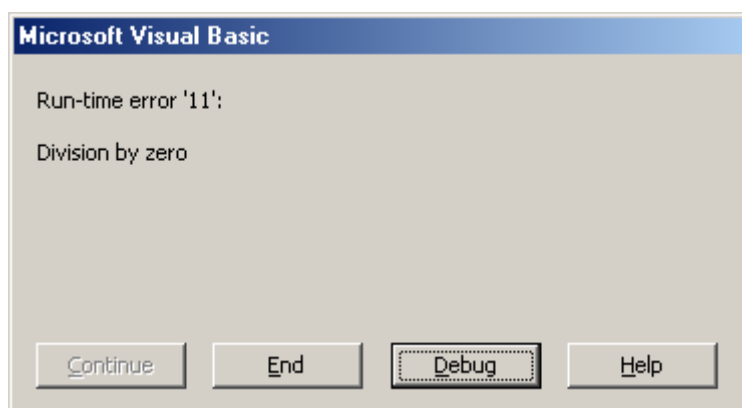 Microsoft Visual Basic
Run-time error '11':
Division by zero
Continue End Debug Help